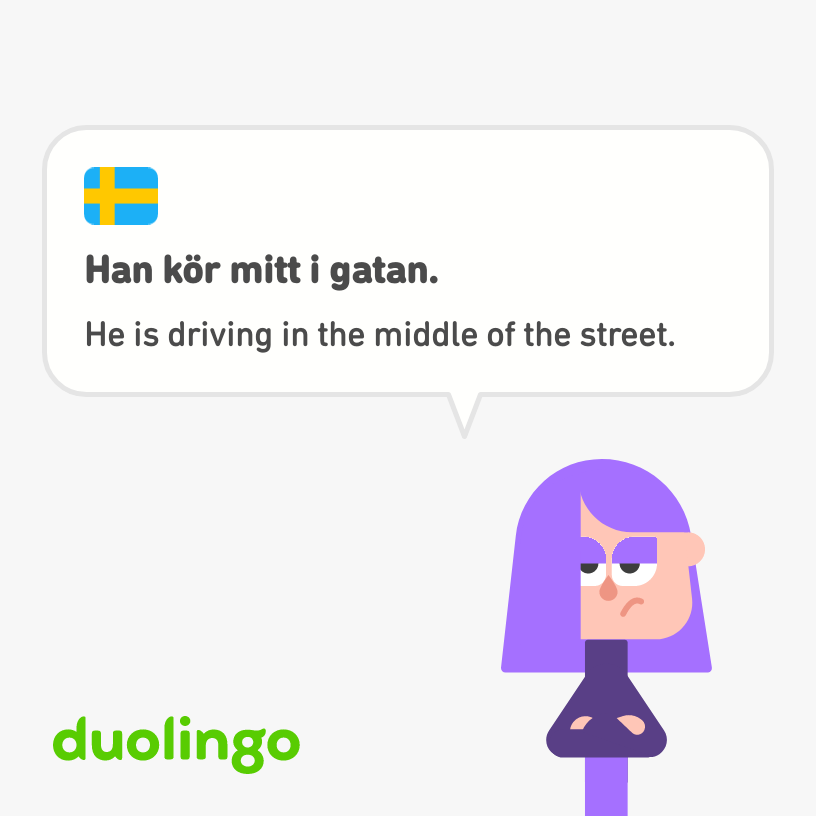 Han kör mitt i gatan.
He is driving in the middle of the street.
duolingo